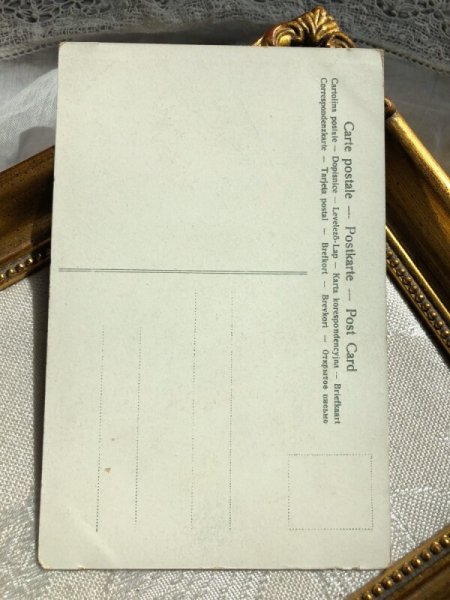 Carte postale — Postkarte — Post Card
Cartolina postale — Dopisnice — Levelező-Lap — Karta korespondencyjna — Briefkaart
Correspondenzkarte — Tarjeta postal — Brefkort — Brevkort — Открытое письмо